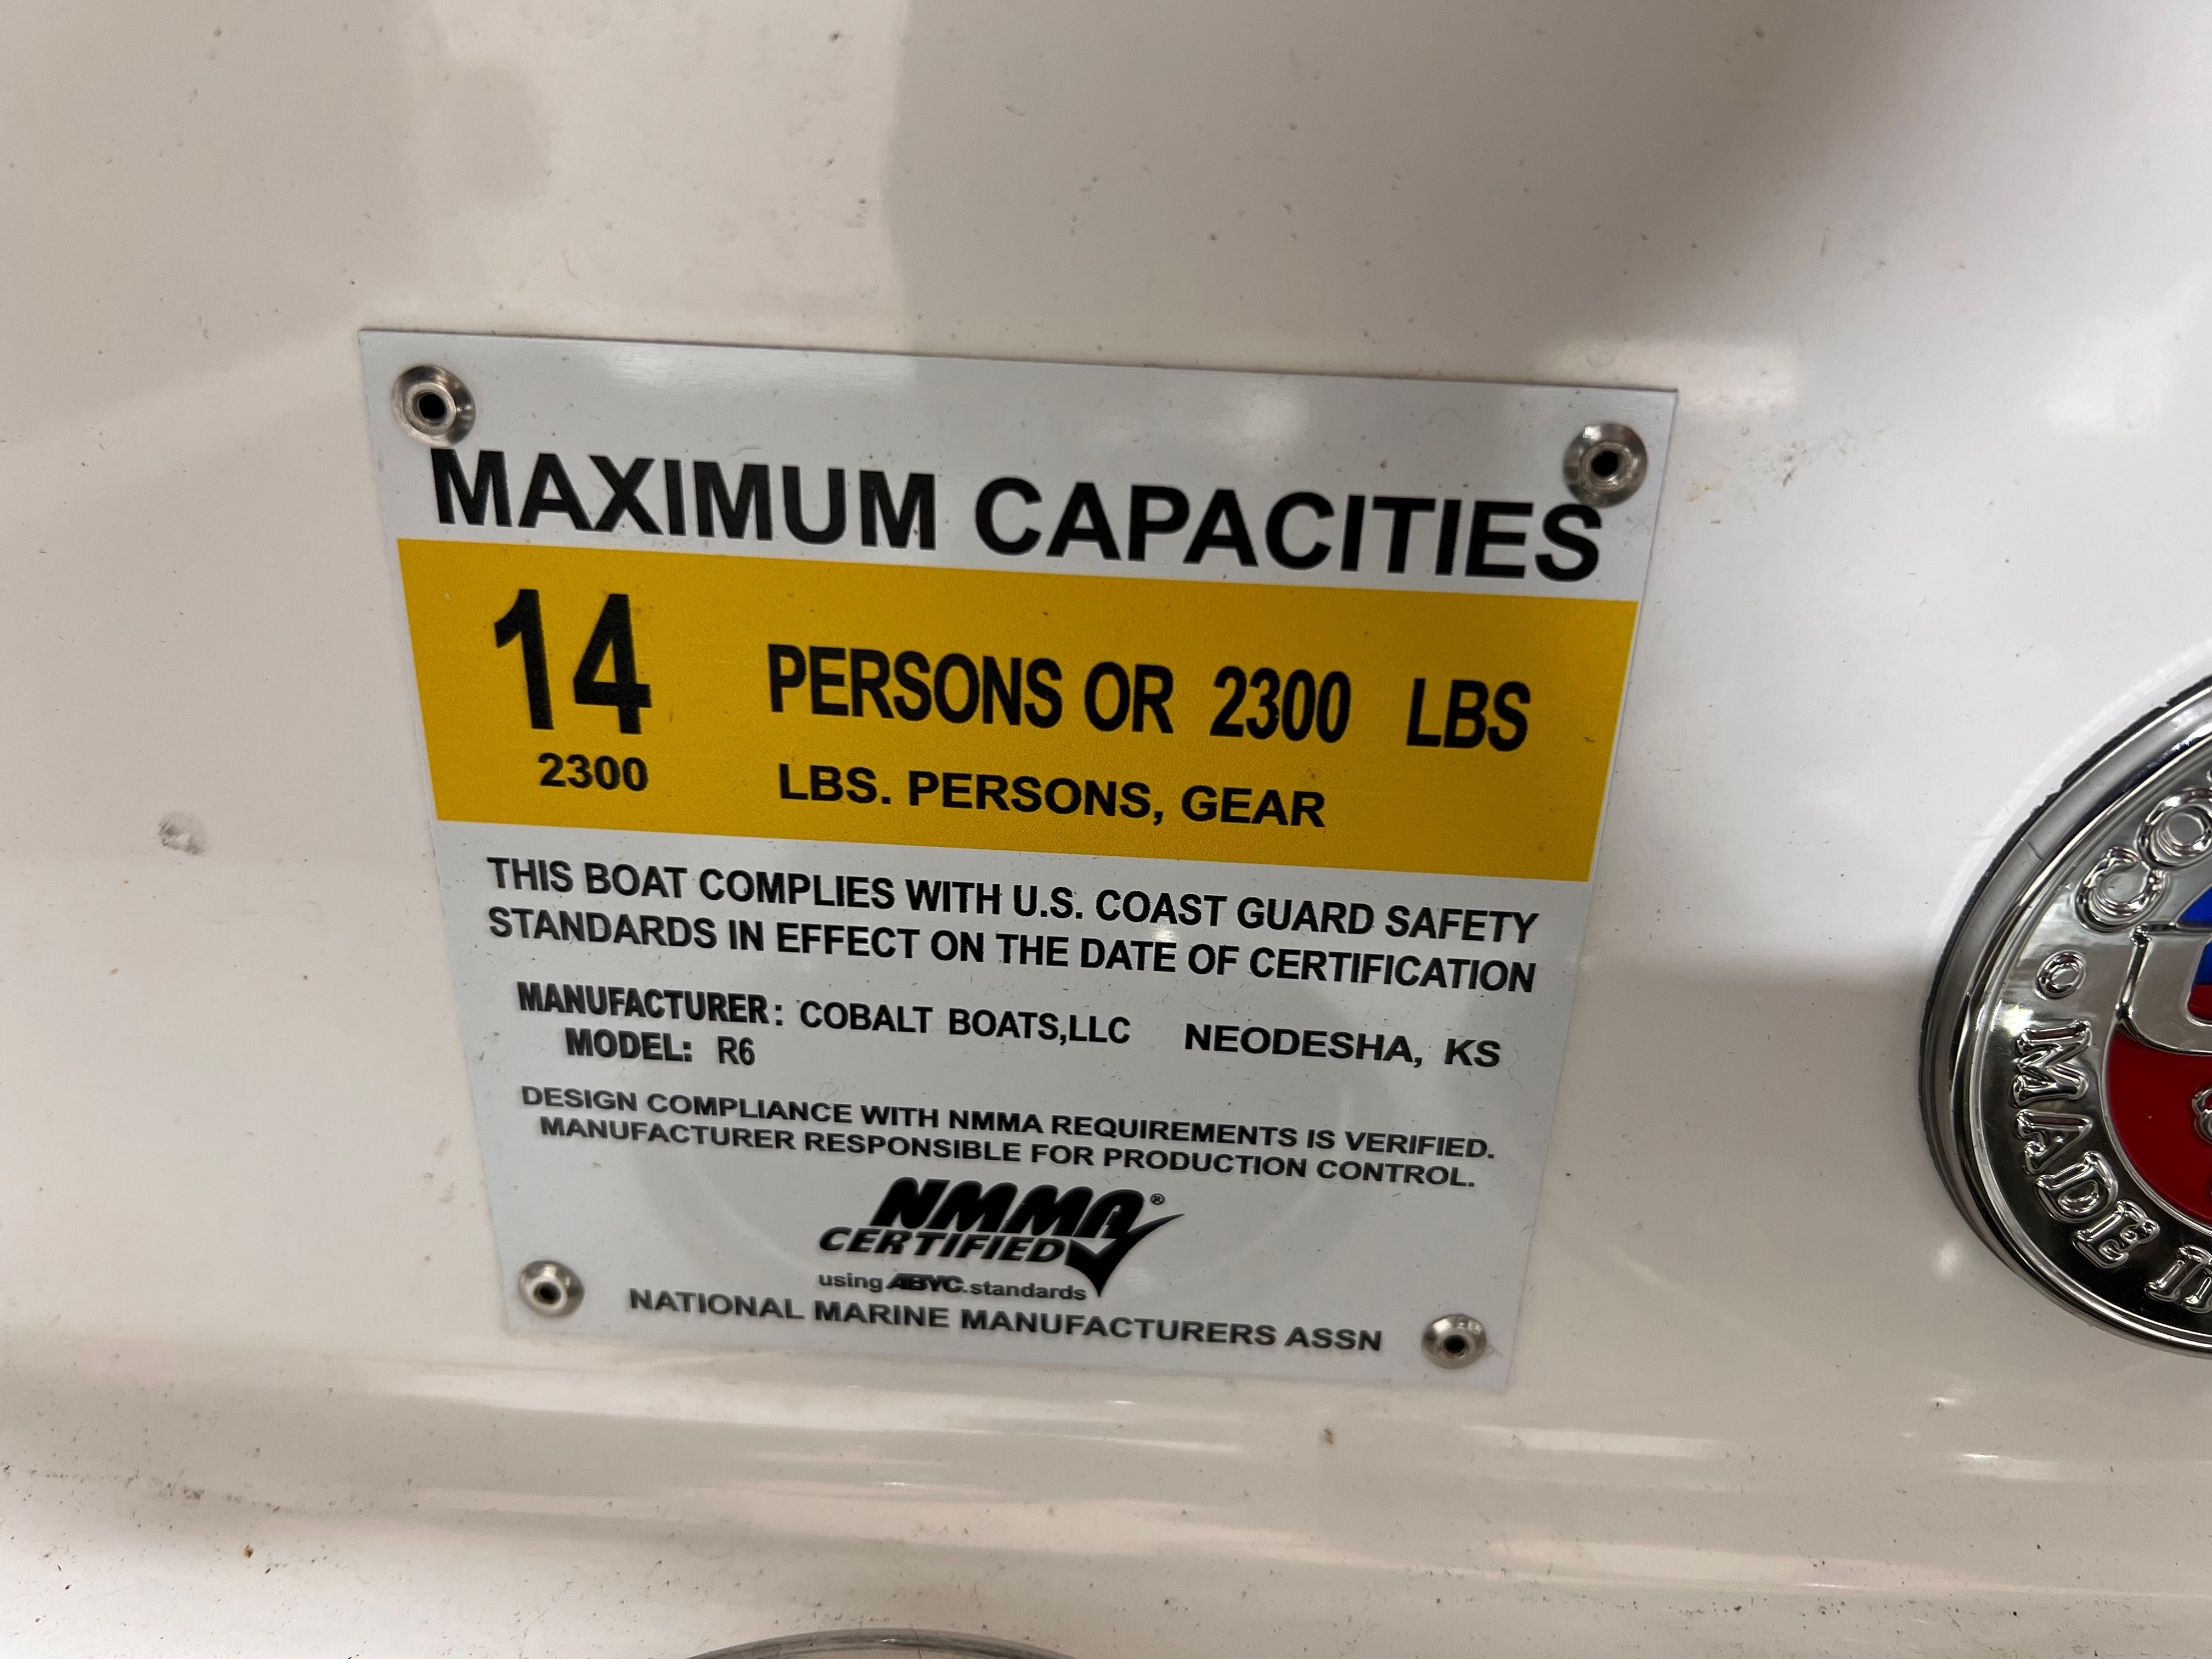 MAXIMUM CAPACITIES
14 PERSONS OR 2300 LBS
2300 LBS. PERSONS, GEAR
THIS BOAT COMPLIES WITH U.S. COAST GUARD SAFETY
STANDARDS IN EFFECT ON THE DATE OF CERTIFICATION
MANUFACTURER: COBALT BOATS,LLC NEODESHA, KS
MODEL: R6
DESIGN COMPLIANCE WITH NMMA REQUIREMENTS IS VERIFIED.
MANUFACTURER RESPONSIBLE FOR PRODUCTION CONTROL.
NMMA®
CERTIFIED
using ABYC standards
NATIONAL MARINE MANUFACTURERS ASSN
MADE